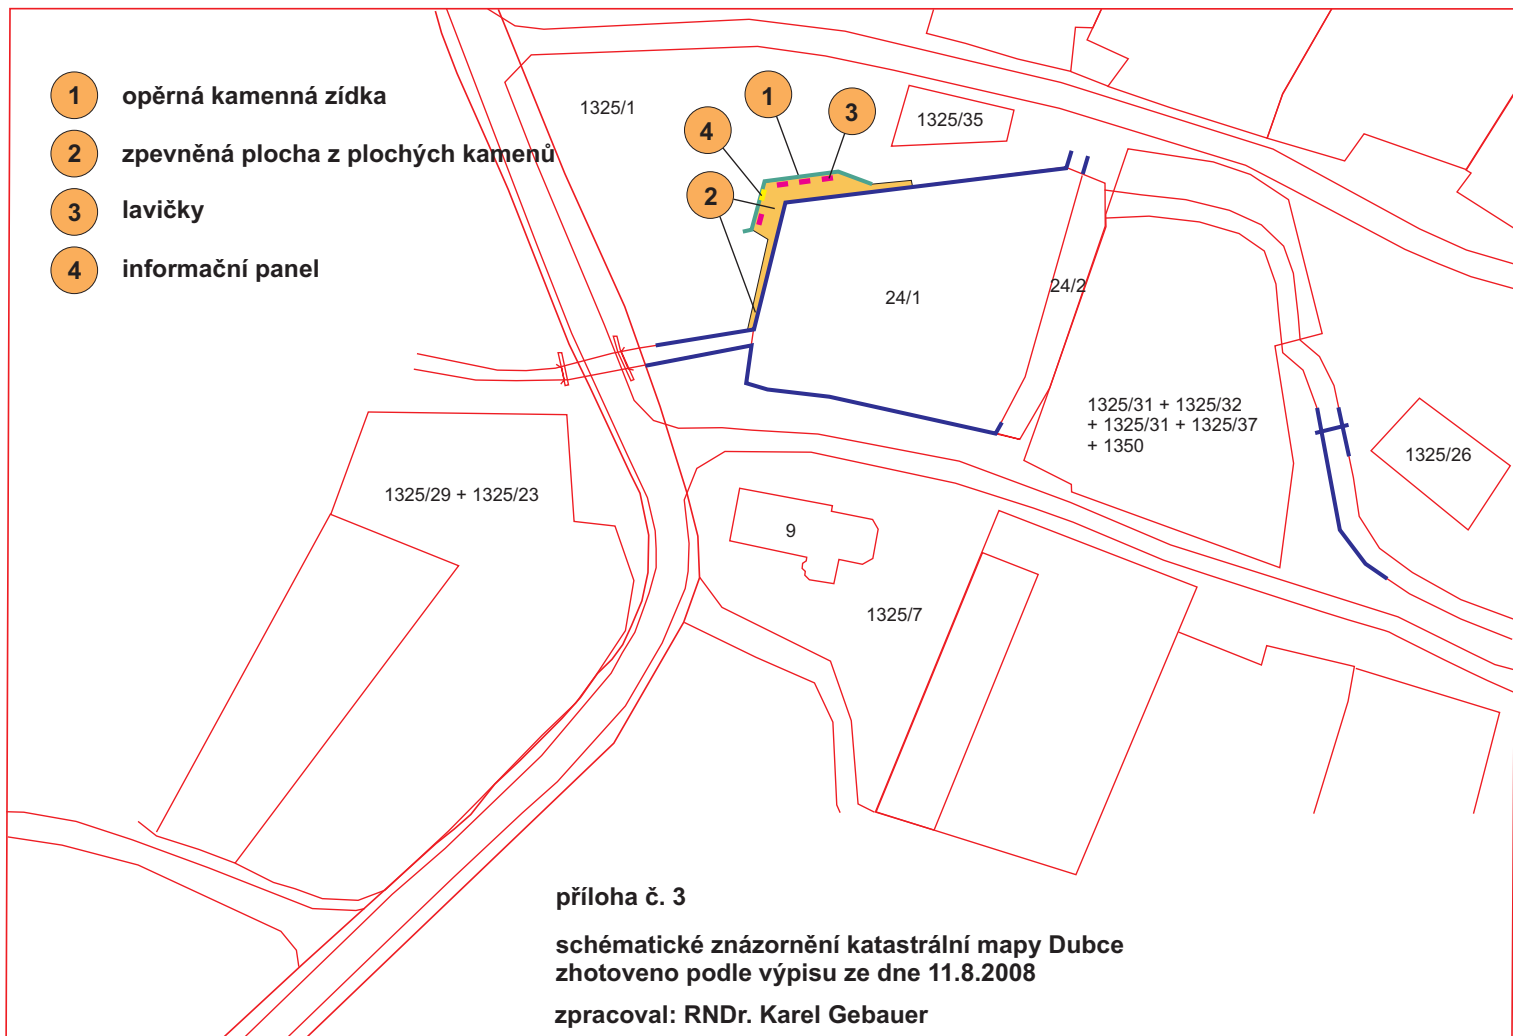 1 opěrná kamenná zídka
2 zpevněná plocha z plochých kamenů
3 lavičky
4 informační panel
1325/1
1
3
4
2
1325/35
24/1
24/2
1325/31 + 1325/32
+ 1325/31 + 1325/37
+ 1350
1325/26
1325/29 + 1325/23
9
1325/7
příloha č. 3
schématické znázornění katastrální mapy Dubce
zhotoveno podle výpisu ze dne 11.8.2008
zpracoval: RNDr. Karel Gebauer